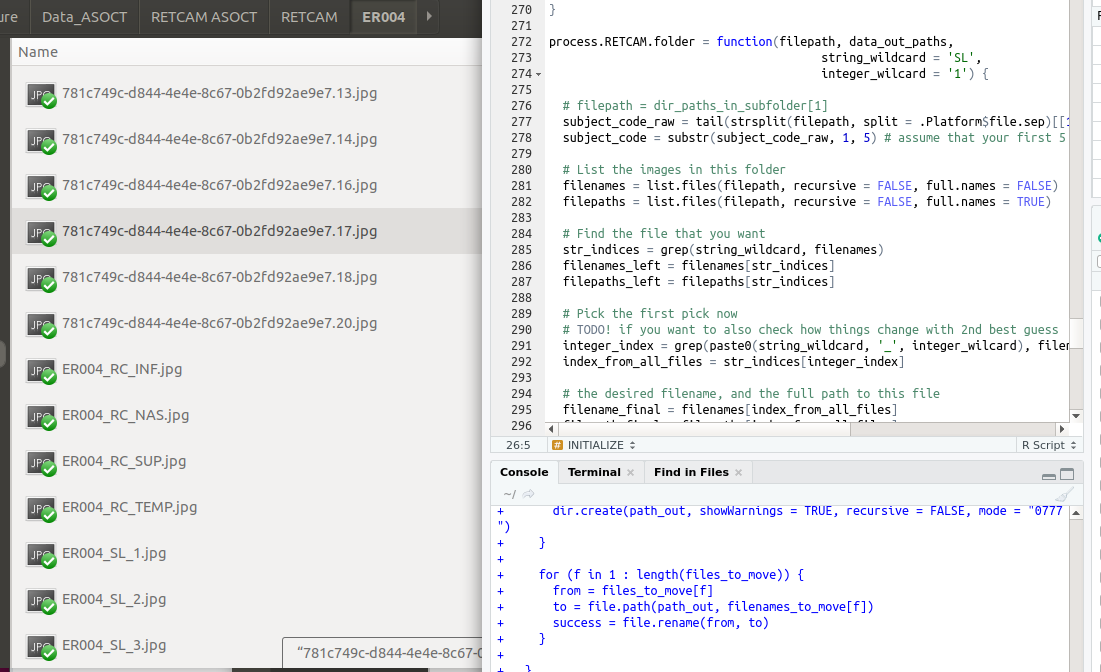 ure Data_ASOCT RETCAM ASOCT RETCAM ER004
Name
781c749c-d844-4e4e-8c67-0b2fd92ae9e7.13.jpg
781c749c-d844-4e4e-8c67-0b2fd92ae9e7.14.jpg
781c749c-d844-4e4e-8c67-0b2fd92ae9e7.16.jpg
781c749c-d844-4e4e-8c67-0b2fd92ae9e7.17.jpg
781c749c-d844-4e4e-8c67-0b2fd92ae9e7.18.jpg
781c749c-d844-4e4e-8c67-0b2fd92ae9e7.20.jpg
ER004_RC_INF.jpg
ER004_RC_NAS.jpg
ER004_RC_SUP.jpg
ER004_RC_TEMP.jpg
ER004_SL_1.jpg
ER004_SL_2.jpg
ER004_SL_3.jpg
“781c749c-d844-4e4e-8c67-0
270 }
271
272 process.RETCAM.folder = function(filepath, data_out_paths,
273 string_wildcard = 'SL',
274 integer_wilcard = '1') {
275
276 # filepath = dir_paths_in_subfolder[1]
277 subject_code_raw = tail(strsplit(filepath, split = .Platform$file.sep)[[1
278 subject_code = substr(subject_code_raw, 1, 5) # assume that your first 5
279
280 # List the images in this folder
281 filenames = list.files(filepath, recursive = FALSE, full.names = FALSE)
282 filepaths = list.files(filepath, recursive = FALSE, full.names = TRUE)
283
284 # Find the file that you want
285 str_indices = grep(string_wildcard, filenames)
286 filenames_left = filenames[str_indices]
287 filepaths_left = filepaths[str_indices]
288
289 # Pick the first pick now
290 # TODO! if you want to also check how things change with 2nd best guess
291 integer_index = grep(paste0(string_wildcard, '_', integer_wilcard), filen
292 index_from_all_files = str_indices[integer_index]
293
294 # the desired filename, and the full path to this file
295 filename_final = filenames[index_from_all_files]
296
26:5 # INITIALIZE R Script
Console Terminal Find in Files
~/
+ dir.create(path_out, showWarnings = TRUE, recursive = FALSE, mode = "0777
")
+ }
+
+ for (f in 1 : length(files_to_move)) {
+ from = files_to_move[f]
+ to = file.path(path_out, filenames_to_move[f])
+ success = file.rename(from, to)
+ }
+
+ }